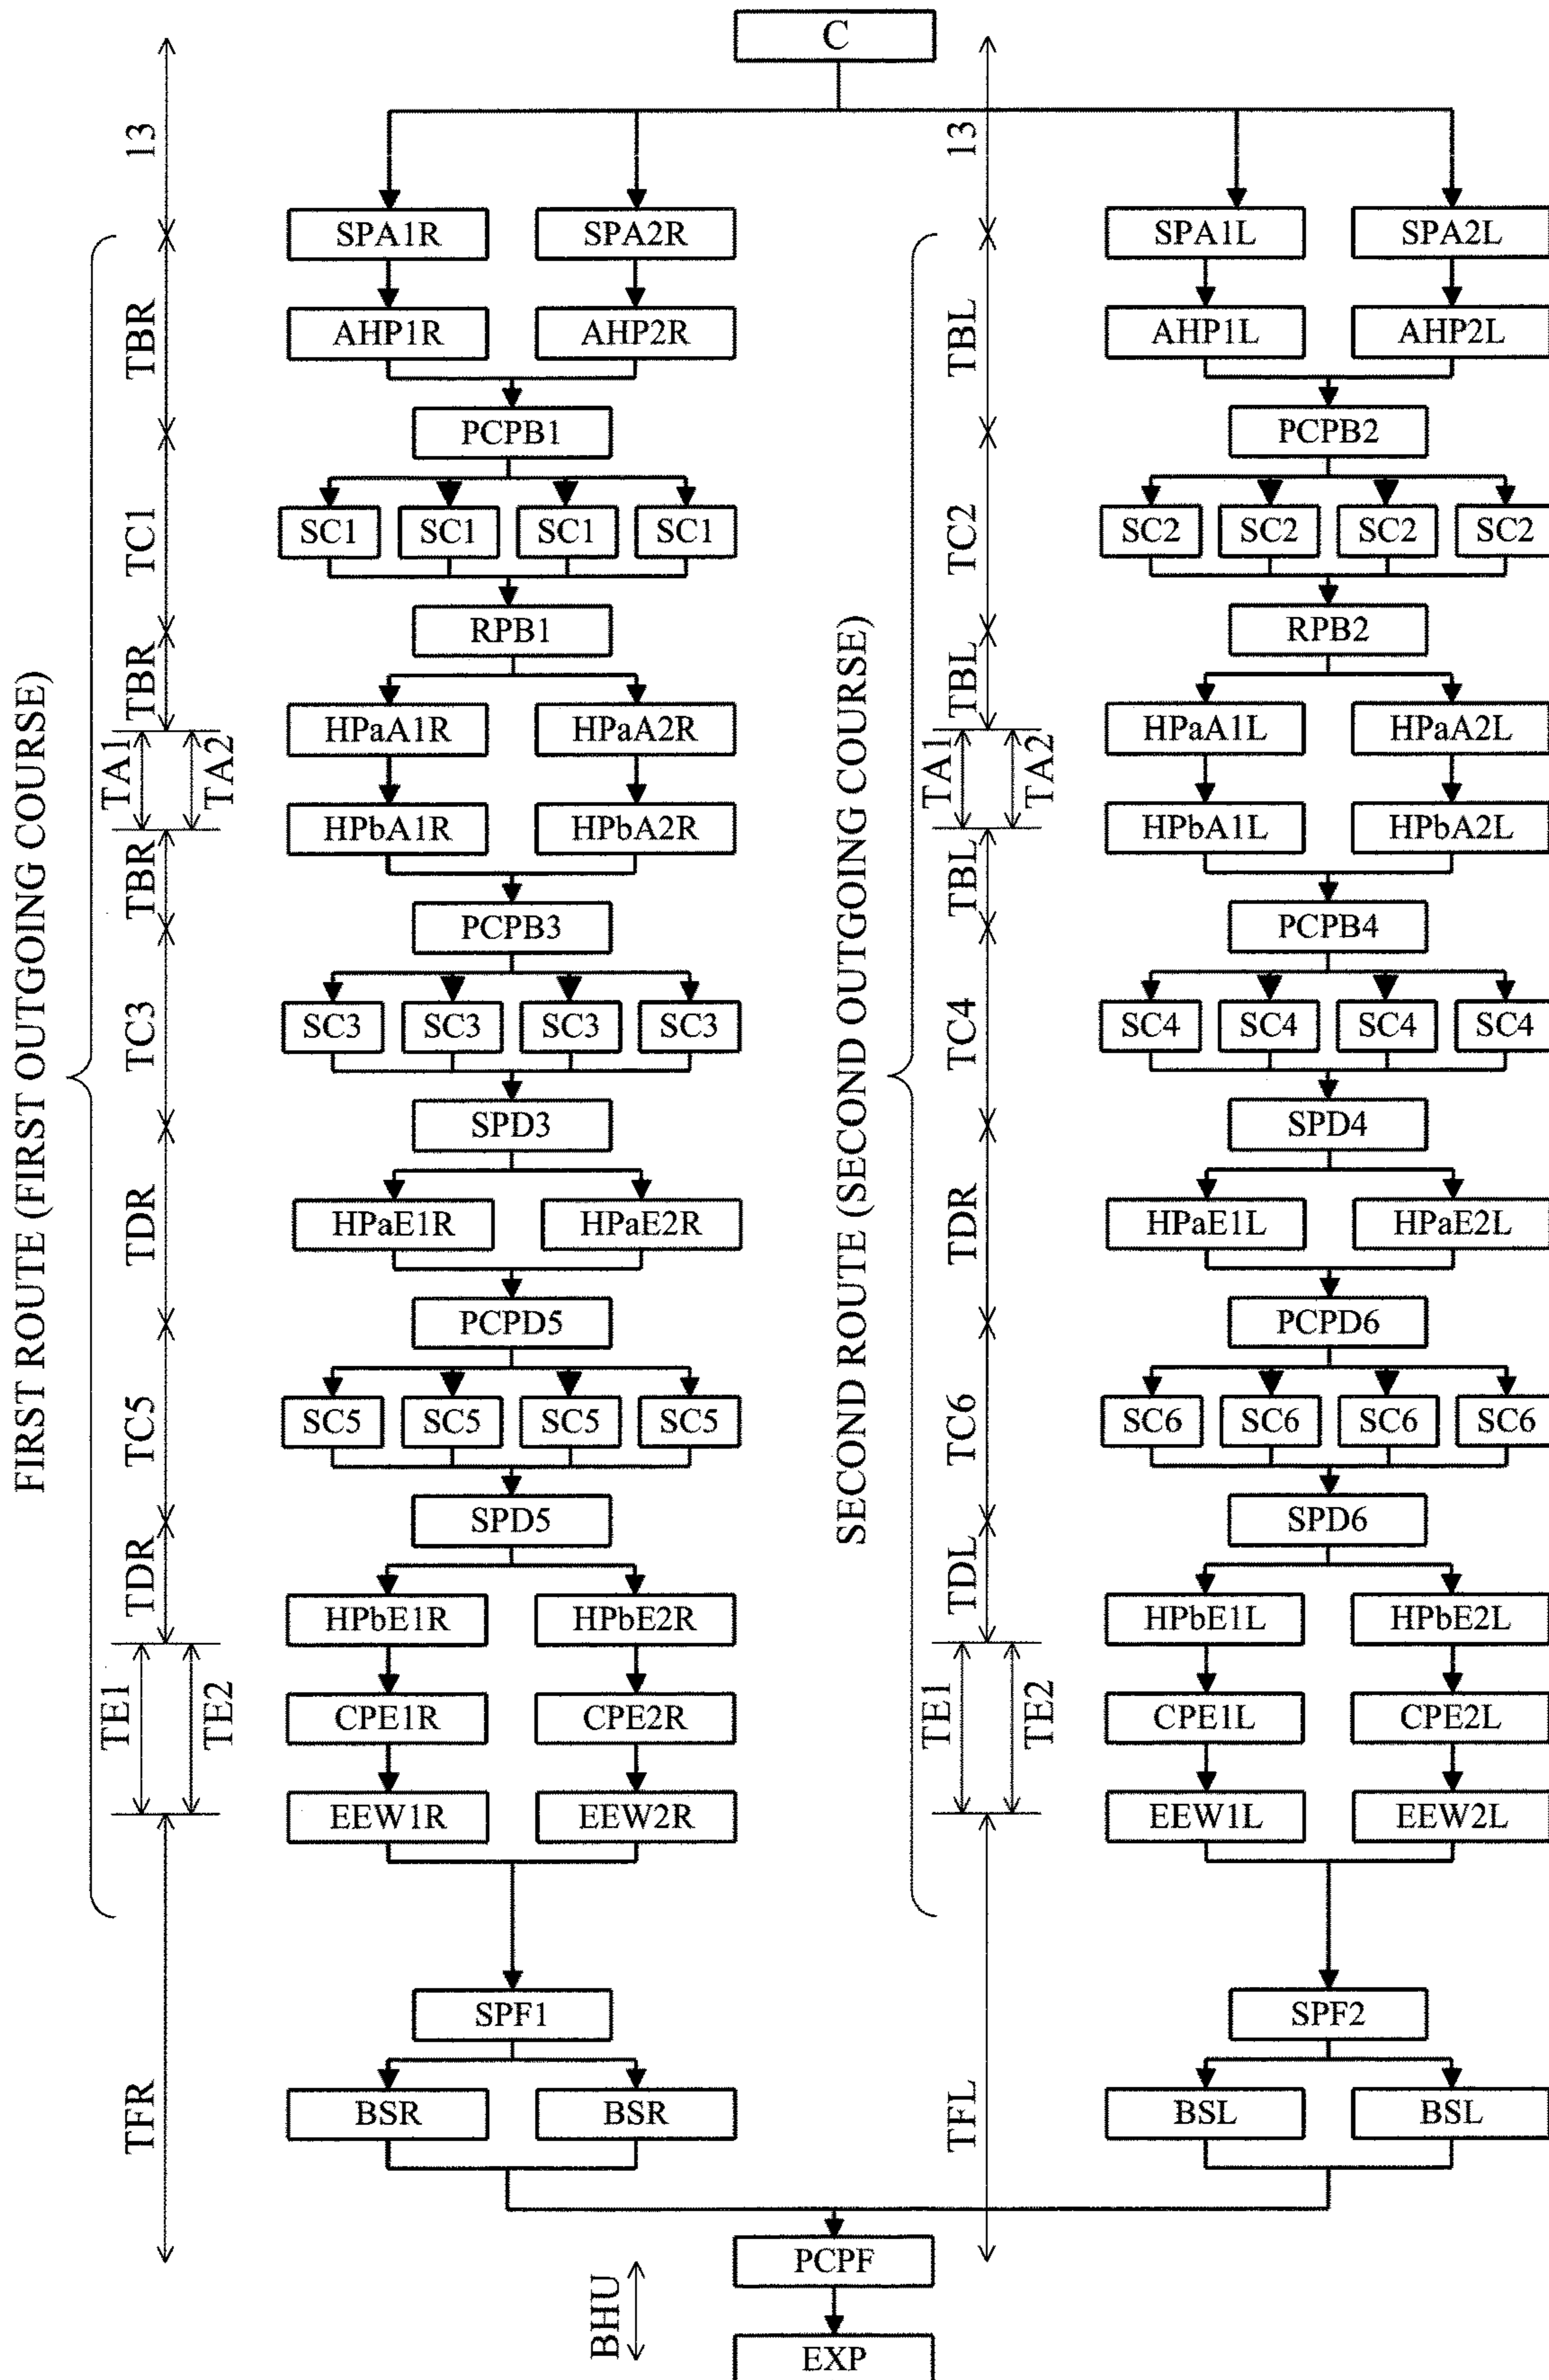 C
13
13
SPA1R SPA2R SPA1L SPA2L
TBR
TBL
AHP1R AHP2R AHP1L AHP2L
PCPB1 PCPB2
TC1
TC2
SC1 SC1 SC1 SC1 SC2 SC2 SC2 SC2
RPB1 RPB2
TBR
TBL
HPaA1R HPaA2R HPaA1L HPaA2L
TA1
TA2
TA1
TA2
HPbA1R HPbA2R HPbA1L HPbA2L
TBR
TBL
PCPB3 PCPB4
FIRST ROUTE (FIRST OUTGOING COURSE)
SECOND ROUTE (SECOND OUTGOING COURSE)
TC3
TC4
SC3 SC3 SC3 SC3 SC4 SC4 SC4 SC4
SPD3 SPD4
TDR
TDR
HPaE1R HPaE2R HPaE1L HPaE2L
PCPD5 PCPD6
TC5
TC6
SC5 SC5 SC5 SC5 SC6 SC6 SC6 SC6
SPD5 SPD6
TDR
TDL
HPbE1R HPbE2R HPbE1L HPbE2L
TE1
TE2
TE1
TE2
CPE1R CPE2R CPE1L CPE2L
EEW1R EEW2R EEW1L EEW2L
SPF1 SPF2
TFR
TFL
BSR BSR BSL BSL
PCPF
BHU
EXP